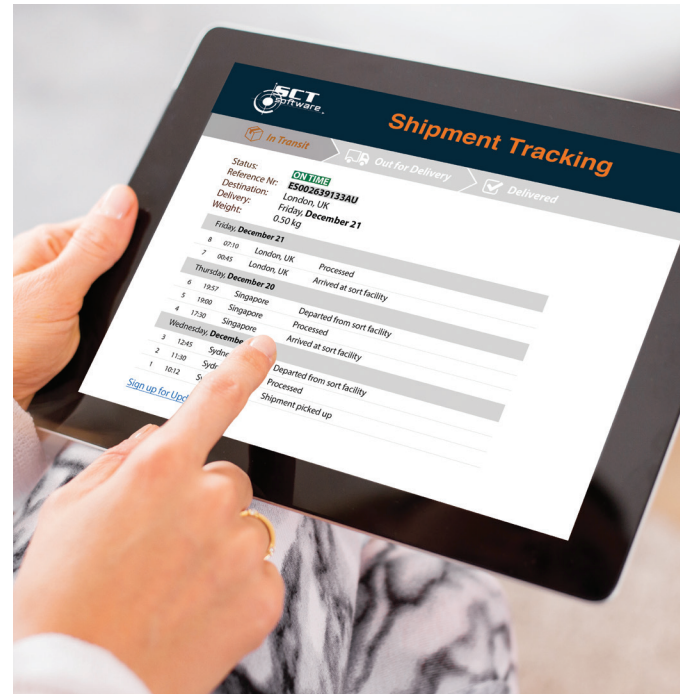 SCT
Software
Shipment Tracking
In Transit
Out for Delivery
Delivered
Status: ON TIME
Reference Nr: ES002639133AU
Destination: London, UK
Delivery: Friday, December 21
Weight: 0.50 kg
Friday, December 21
8 07:10 London, UK Processed
7 00:45 London, UK Arrived at sort facility
Thursday, December 20
6 19:57 Singapore Departed from sort facility
5 19:00 Singapore Processed
4 17:30 Singapore Arrived at sort facility
Wednesday,
3 12:45 Departed from sort facility
2 11:30 Processed
1 10:12 Shipment picked up
Sign up for